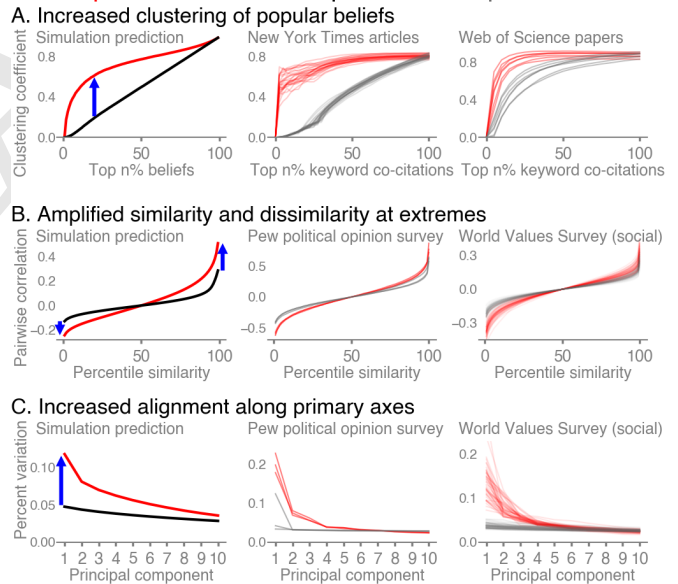 A. Increased clustering of popular beliefs
Simulation prediction
New York Times articles
Web of Science papers
Clustering coefficient
0.8
0.4
0.0
0.8
0.4
0.0
0.8
0.4
0.0
0 50 100
0 50 100
0 50 100
Top n% beliefs
Top n% keyword co-citations
Top n% keyword co-citations
B. Amplified similarity and dissimilarity at extremes
Simulation prediction
Pew political opinion survey
World Values Survey (social)
Pairwise correlation
0.4
0.2
0.0
−0.2
0.5
0.0
−0.5
0.3
0.0
−0.3
0 50 100
0 50 100
0 50 100
Percentile similarity
Percentile similarity
Percentile similarity
C. Increased alignment along primary axes
Simulation prediction
Pew political opinion survey
World Values Survey (social)
Percent variation
0.10
0.05
0.00
0.2
0.1
0.0
0.2
0.1
0.0
1 2 3 4 5 6 7 8 9 10
1 2 3 4 5 6 7 8 9 10
1 2 3 4 5 6 7 8 9 10
Principal component
Principal component
Principal component